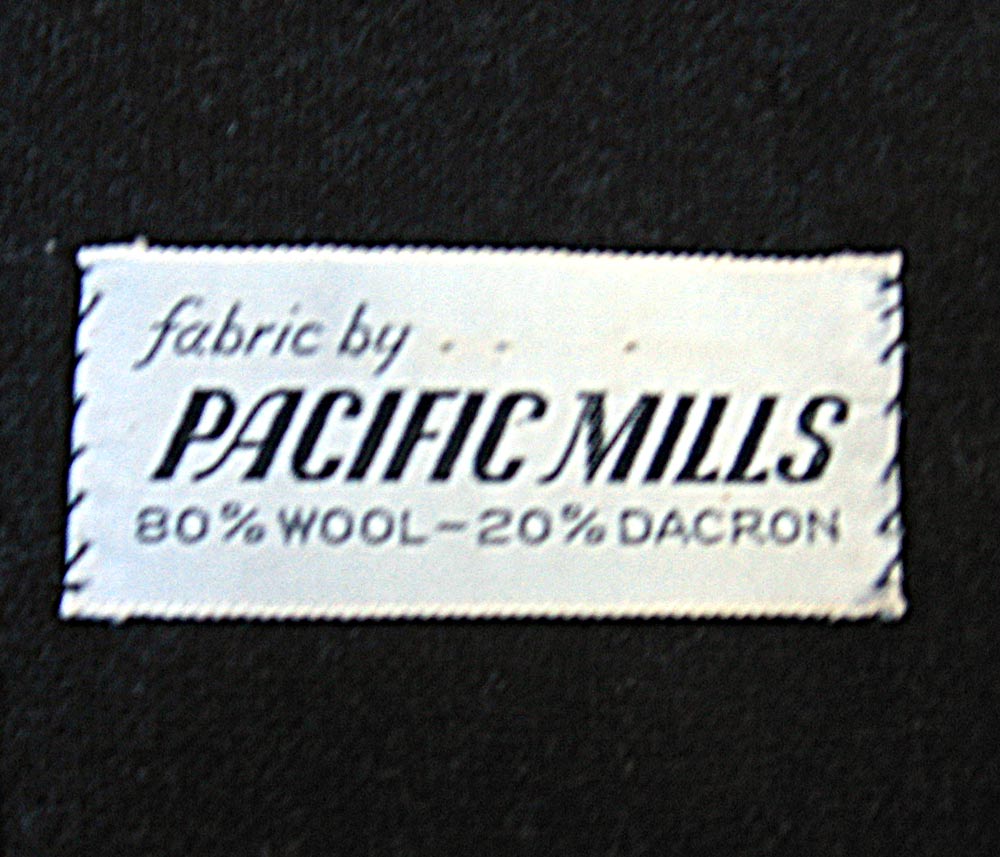 fabric by . . .
PACIFIC MILLS
80% WOOL-20% DACRON